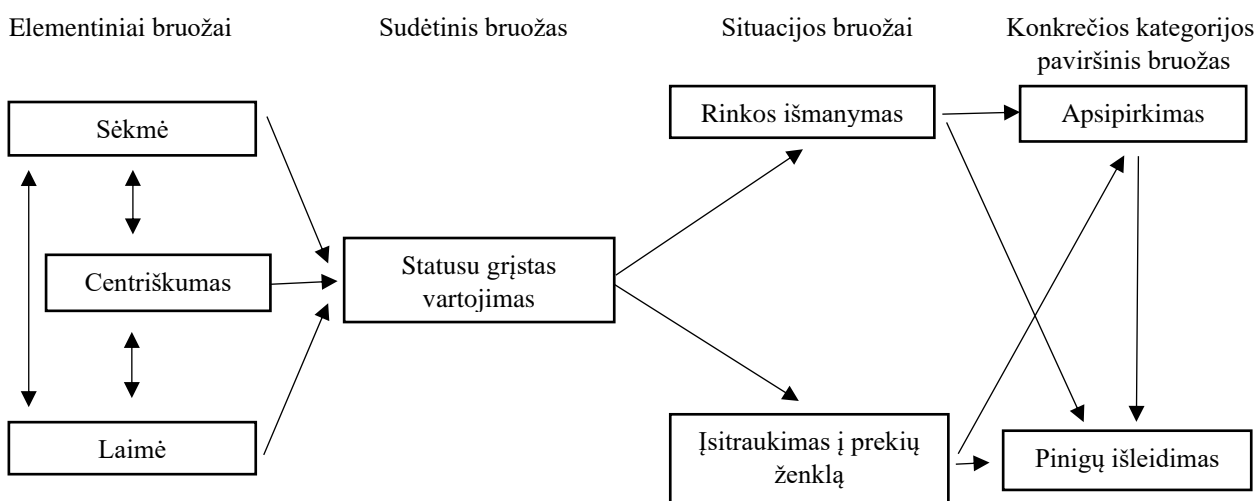 Elementiniai bruožai
Sudėtinis bruožas
Situacijos bruožai
Konkrečios kategorijos
paviršinis bruožas
Sėkmė
Centriškumas
Laimė
Statusu grįstas
vartojimas
Rinkos išmanymas
Įsitraukimas į prekių
ženklą
Apsipirkimas
Pinigų išleidimas